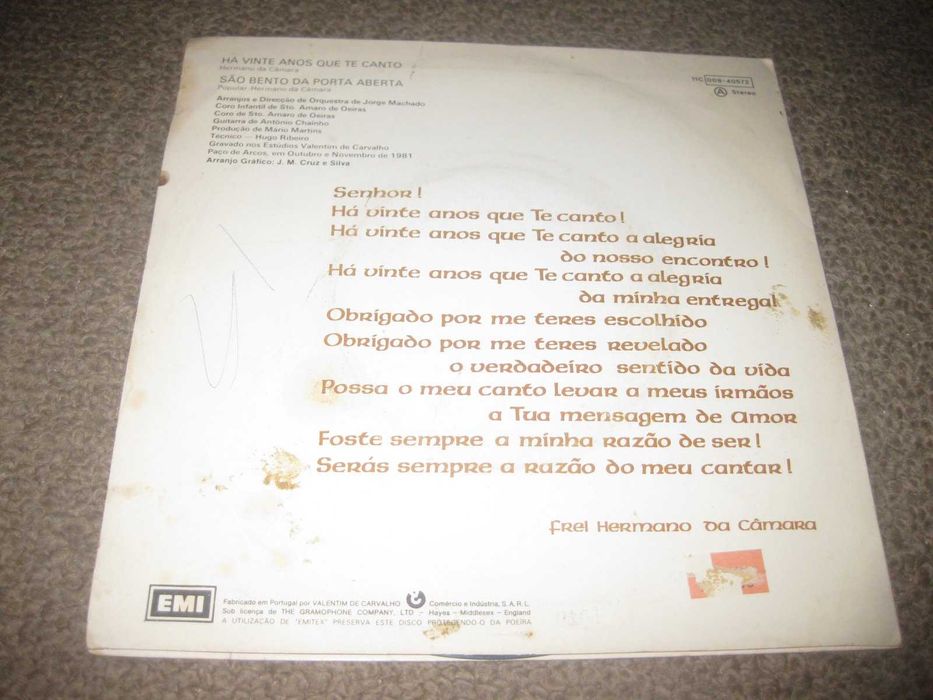 HÁ VINTE ANOS QUE TE CANTO
Hermano da Câmara
SÃO BENTO DA PORTA ABERTA
Popular, Hermano da Câmara
Arranjos e Direcção de Orquestra de Jorge Machado
Coro Infantil de Sto. Amaro de Oeiras
Coro de Sto. Amaro de Oeiras
Guitarra de António Chaínho
Produção de Mário Martins
Técnico — Hugo Ribeiro
Gravado nos Estúdios Valentim de Carvalho
Paço de Arcos, em Outubro e Novembro de 1981
Arranjo Gráfico: J. M. Cruz e Silva
11C 008-40572
A Stereo
Senhor!
Há vinte anos que Te canto!
Há vinte anos que Te canto a alegria
do nosso encontro!
Há vinte anos que Te canto a alegria
da minha entrega!
Obrigado por me teres escolhido
Obrigado por me teres revelado
o verdadeiro sentido da vida
Possa o meu canto levar a meus irmãos
a Tua mensagem de Amor
Foste sempre a minha razão de ser!
Serás sempre a razão do meu cantar!
Frei Hermano da Câmara
EMI
Fabricado em Portugal por VALENTIM DE CARVALHO Comércio e Indústria, S.A.R.L.
Sob licença de THE GRAMOPHONE COMPANY, LTD - Hayes - Middlesex - England
A UTILIZAÇÃO DE "EMITEX" PRESERVA ESTE DISCO PROTEGENDO-O DA POEIRA